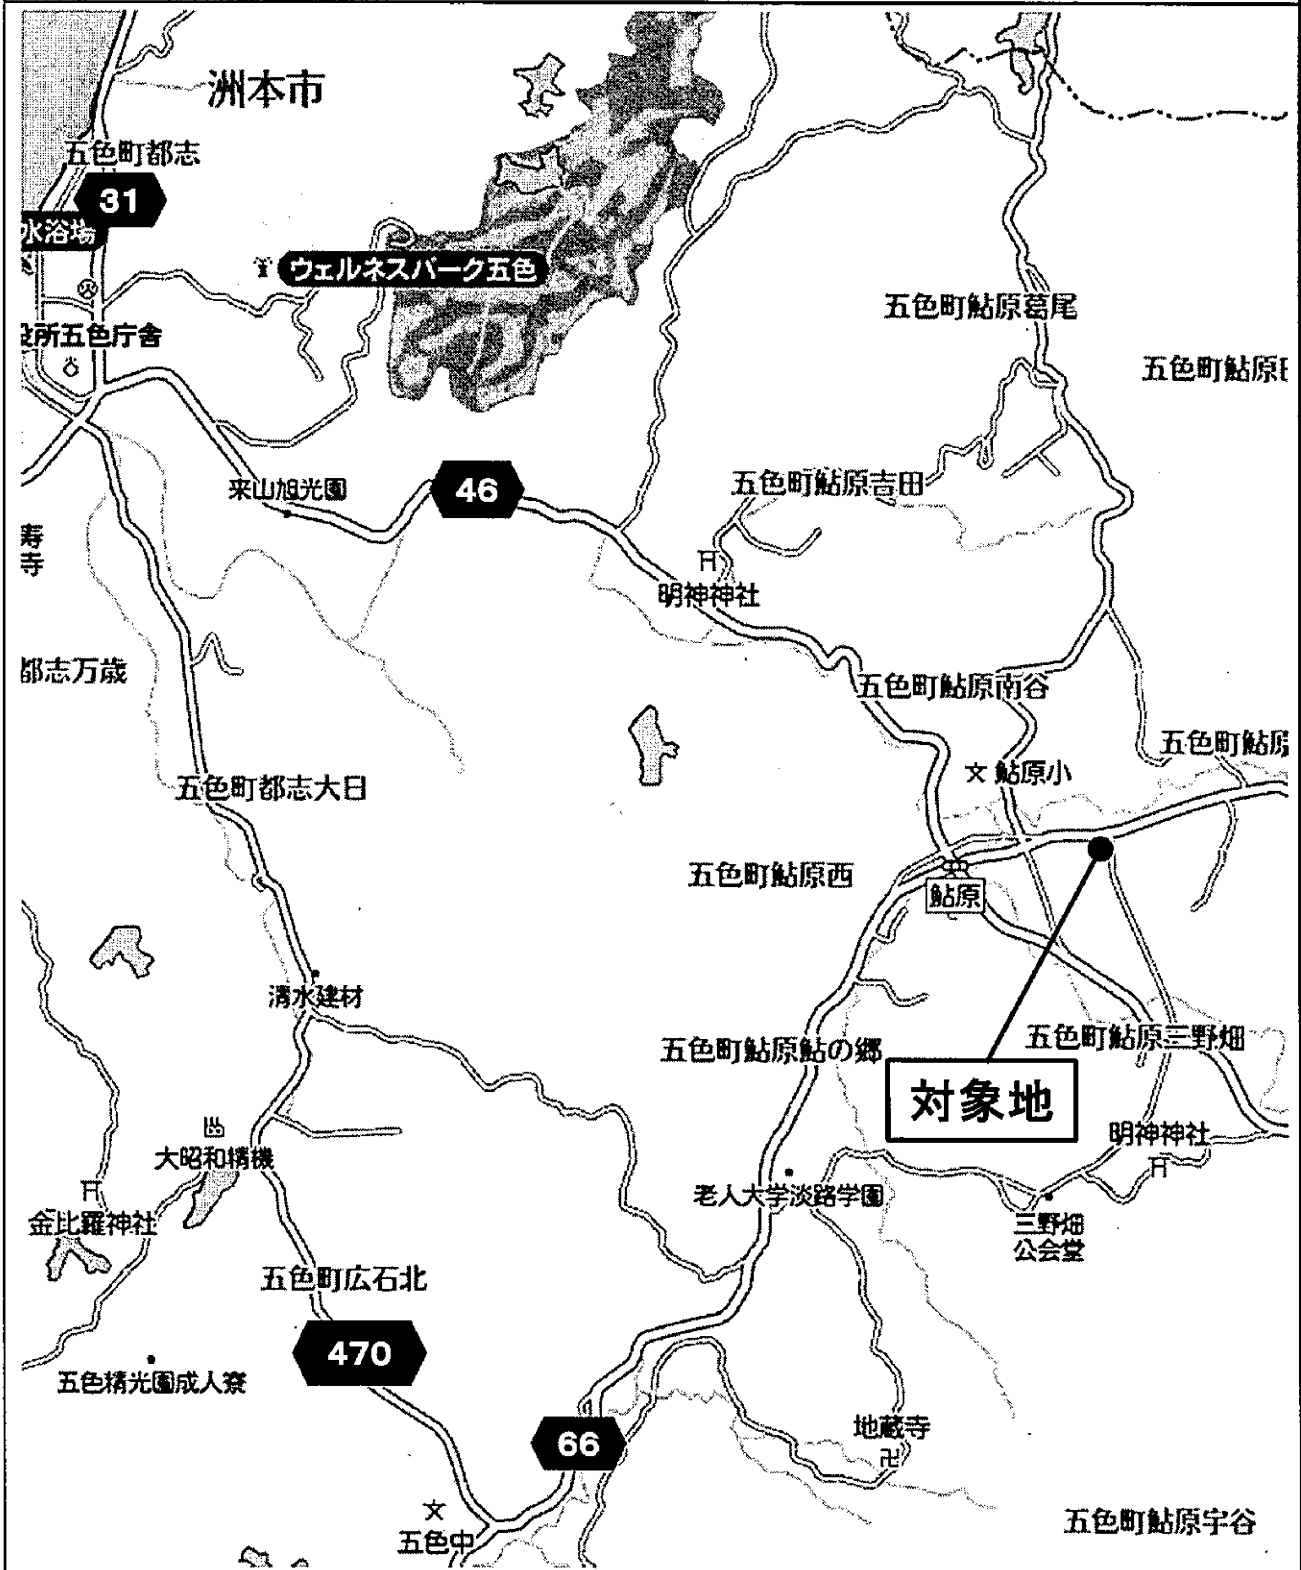 洲本市
五色町都志
31
水浴場
ウェルネスパーク五色
五色町鮎原葛尾
役所五色庁舎
五色町鮎原
来山旭光園
46
五色町鮎原吉田
寿
寺
明神神社
都志万歳
五色町鮎原南谷
五色町鮎原
鮎原小
五色町都志大日
五色町鮎原西
鮎原
清水建材
五色町鮎原三野畑
五色町鮎原鮎の郷
対象地
明神神社
大昭和精機
老人大学淡路学園
金比羅神社
三野畑
公会堂
五色町広石北
470
五色精光園成人寮
地蔵寺
66
五色町鮎原宇谷
五色中